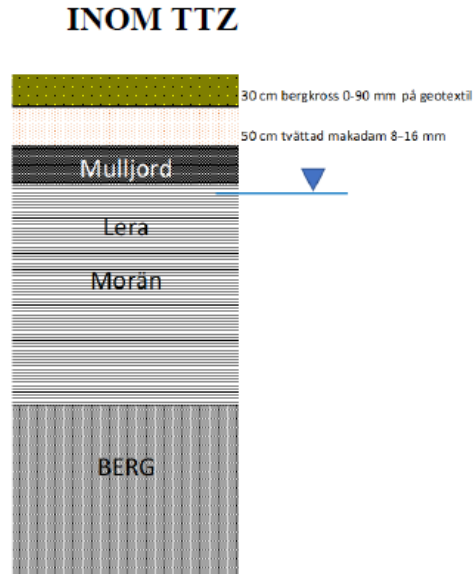 INOM TTZ
30 cm bergkross 0-90 mm på geotextil
50 cm tvättad makadam 8-16 mm
Mulljord
Lera
Morän
BERG